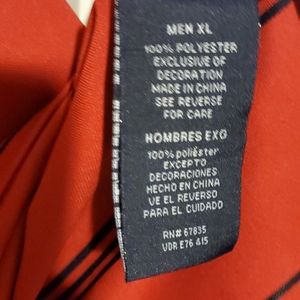 MEN XL
100% POLYESTER
EXCLUSIVE OF
DECORATION
MADE IN CHINA
SEE REVERSE
FOR CARE
HOMBRES EXG
100% poliéster
EXCEPTO
DECORACIONES
HECHO EN CHINA
VE EL REVERSO
PARA EL CUIDADO
RN# 67835
VDR E76 415